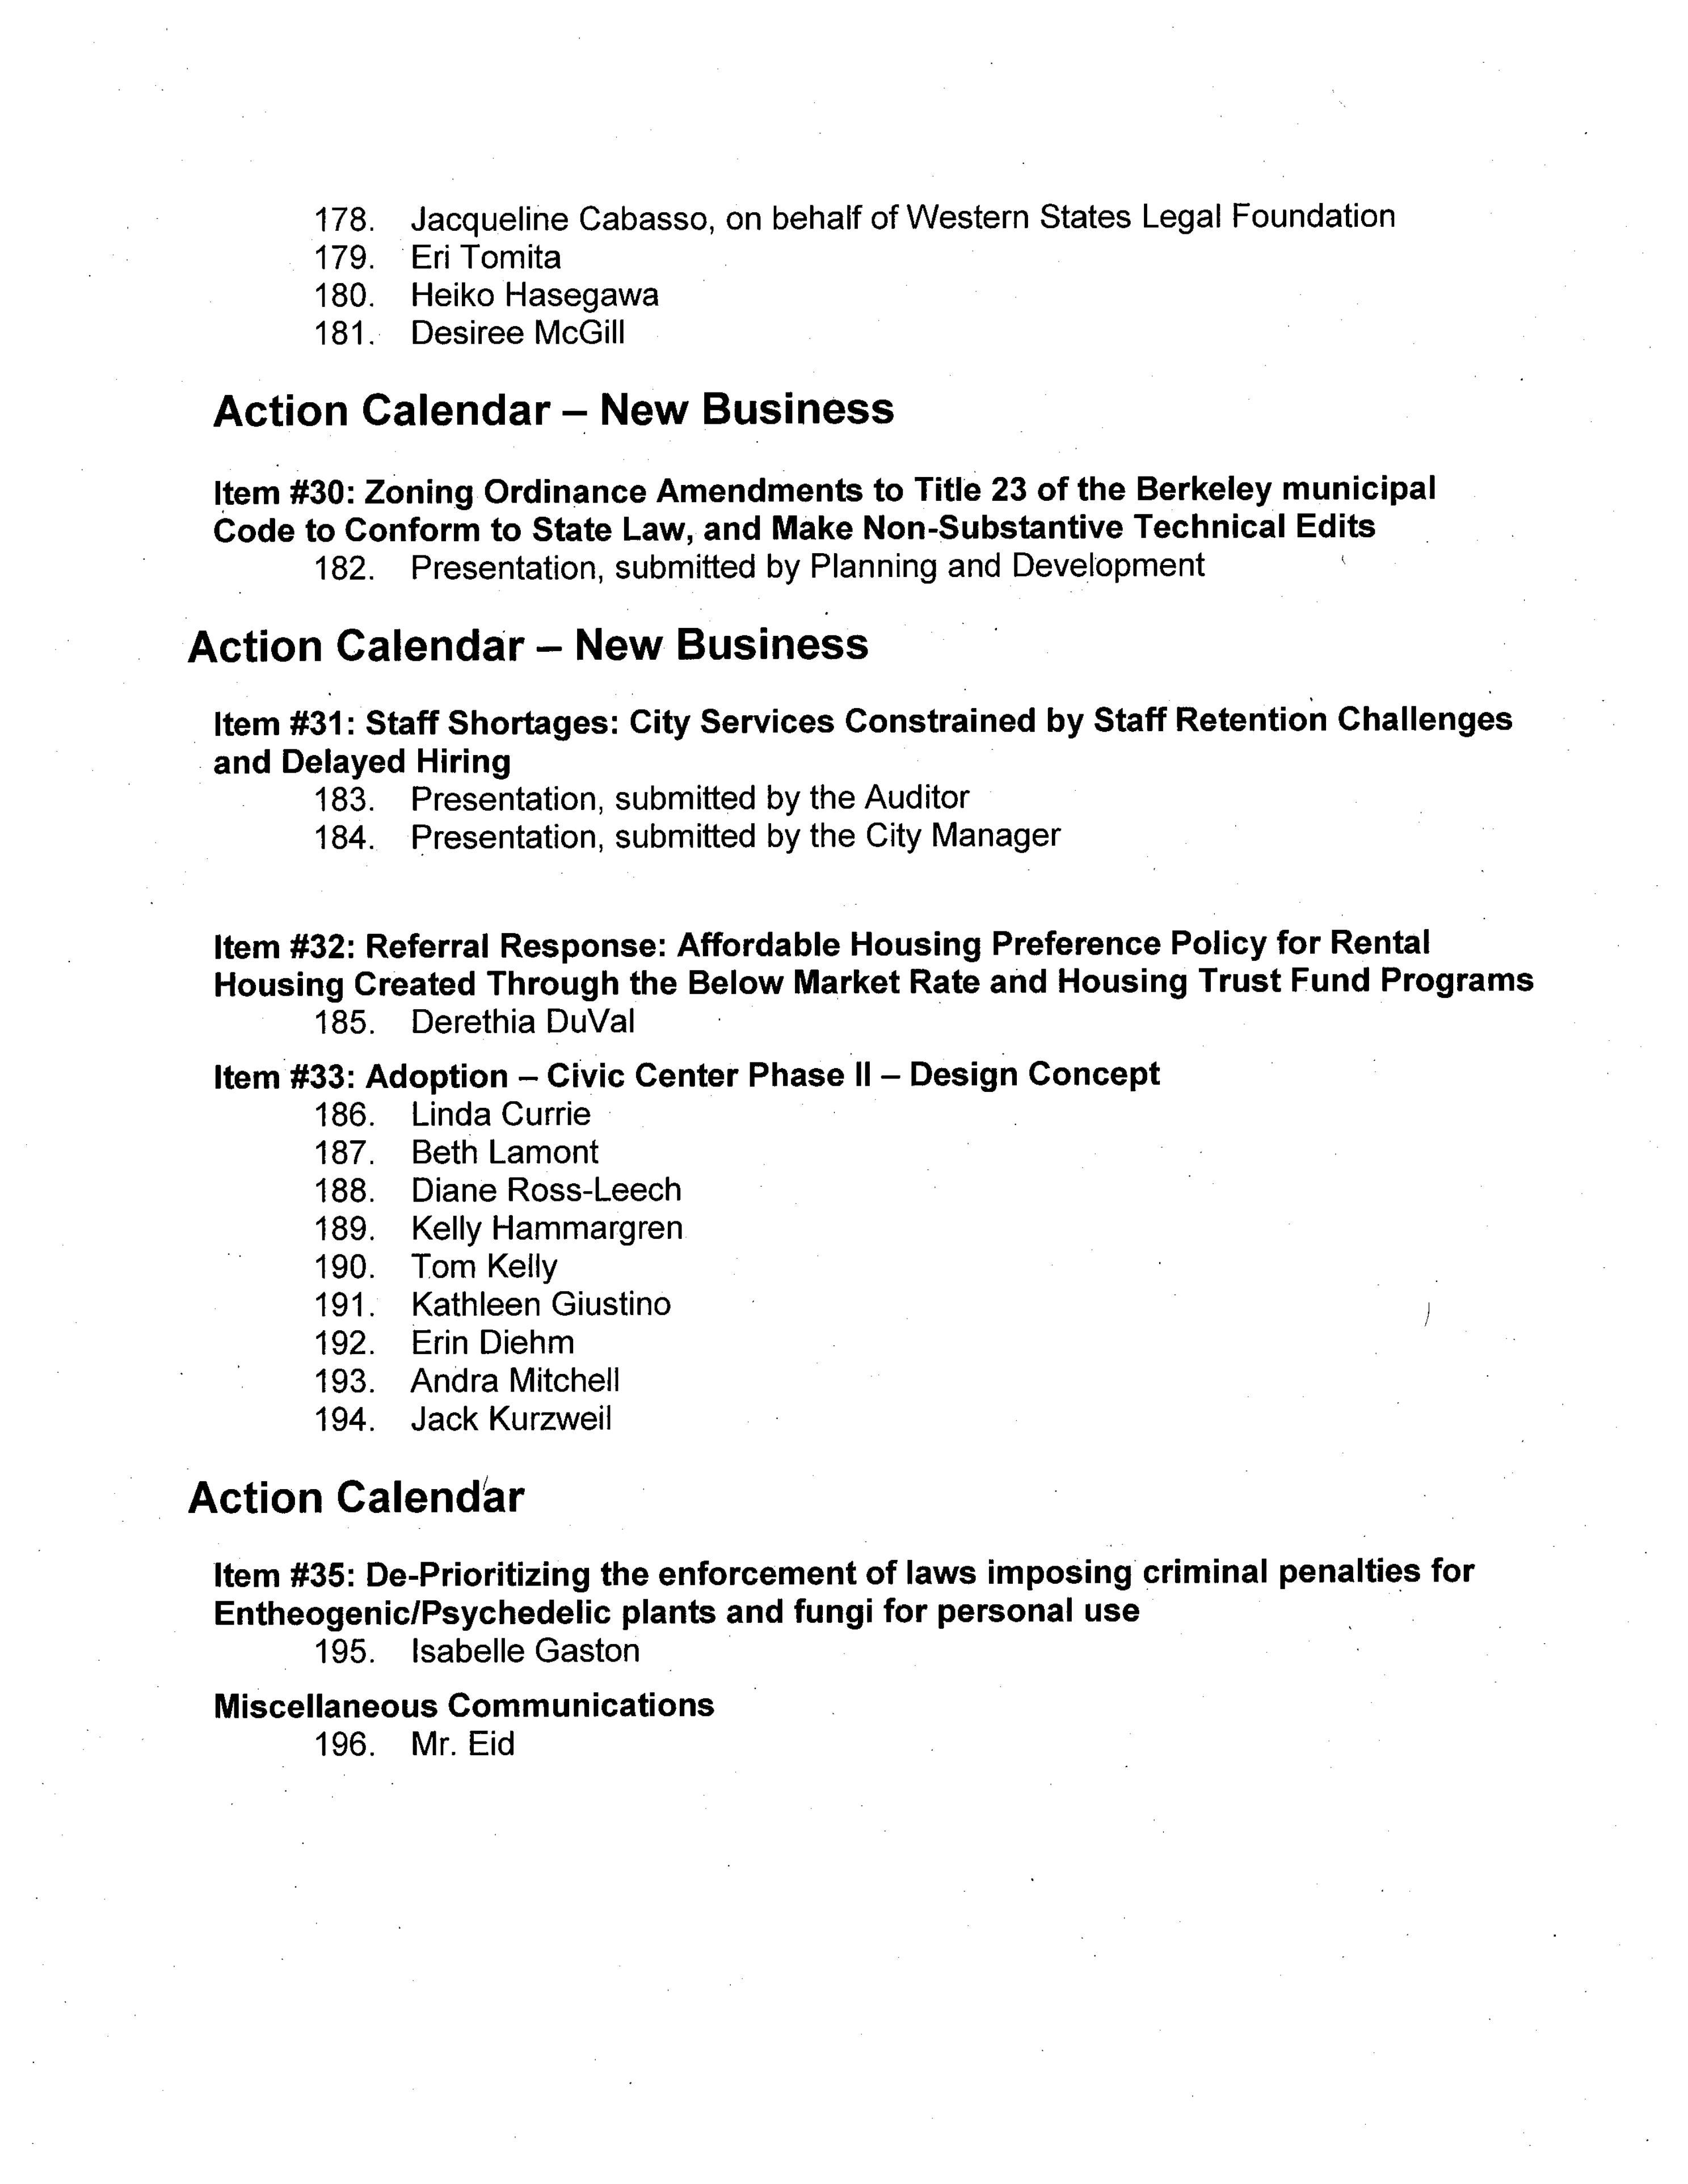 178. Jacqueline Cabasso, on behalf of Western States Legal Foundation
179. Eri Tomita
180. Heiko Hasegawa
181. Desiree McGill
Action Calendar – New Business
Item #30: Zoning Ordinance Amendments to Title 23 of the Berkeley municipal
Code to Conform to State Law, and Make Non-Substantive Technical Edits
182. Presentation, submitted by Planning and Development
Action Calendar – New Business
Item #31: Staff Shortages: City Services Constrained by Staff Retention Challenges
and Delayed Hiring
183. Presentation, submitted by the Auditor
184. Presentation, submitted by the City Manager
Item #32: Referral Response: Affordable Housing Preference Policy for Rental
Housing Created Through the Below Market Rate and Housing Trust Fund Programs
185. Derethia DuVal
Item #33: Adoption – Civic Center Phase II – Design Concept
186. Linda Currie
187. Beth Lamont
188. Diane Ross-Leech
189. Kelly Hammargren
190. Tom Kelly
191. Kathleen Giustino
192. Erin Diehm
193. Andra Mitchell
194. Jack Kurzweil
Action Calendar
Item #35: De-Prioritizing the enforcement of laws imposing criminal penalties for
Entheogenic/Psychedelic plants and fungi for personal use
195. Isabelle Gaston
Miscellaneous Communications
196. Mr. Eid